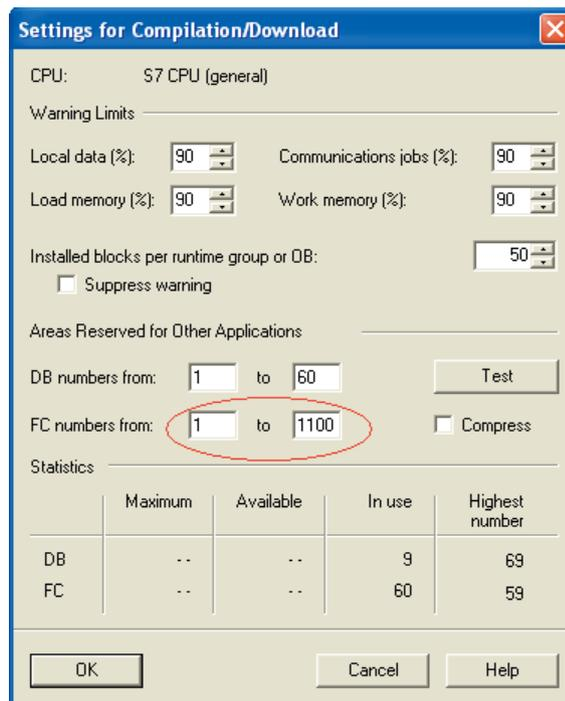 Settings for Compilation/Download
CPU: S7 CPU (general)
Warning Limits
Local data (%): 90 Communications jobs (%): 90
Load memory (%): 90 Work memory (%): 90
Installed blocks per runtime group or OB: 50
Suppress warning
Areas Reserved for Other Applications
DB numbers from: 1 to 60 Test
FC numbers from: 1 to 1100 Compress
Statistics
Maximum Available In use Highest number
DB -- -- 9 69
FC -- -- 60 59
OK Cancel Help